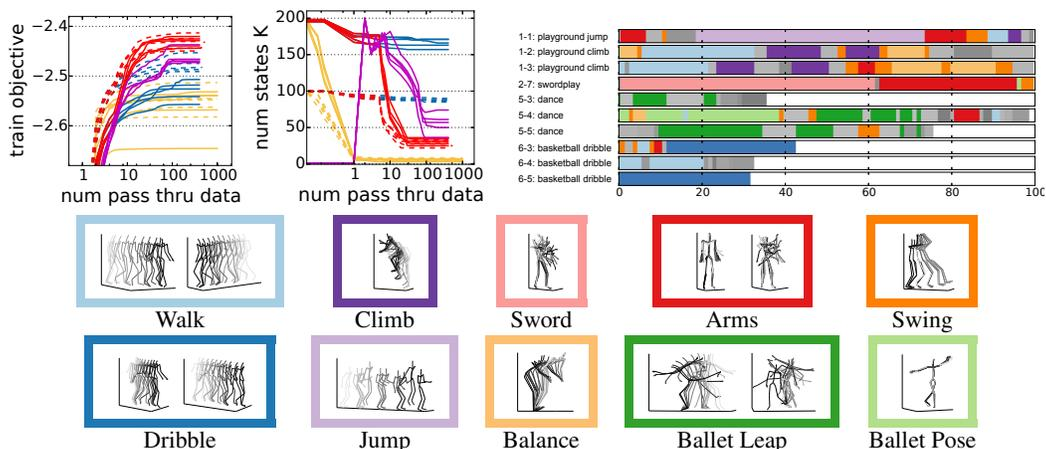 train objective
−2.4
−2.5
−2.6
1 10 100 1000
num pass thru data
num states K
200
150
100
50
0
1 10 100 1000
num pass thru data
1-1: playground jump
1-2: playground climb
1-3: playground climb
2-7: swordplay
5-3: dance
5-4: dance
5-5: dance
6-3: basketball dribble
6-4: basketball dribble
6-5: basketball dribble
0 20 40 60 80 100
Walk Climb Sword Arms Swing
Dribble Jump Balance Ballet Leap Ballet Pose